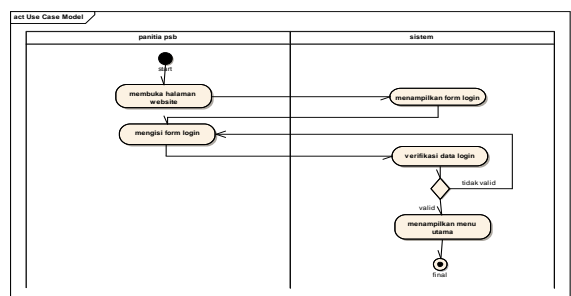 act Use Case Model
panitia psb
sistem
start
membuka halaman
website
menampilkan form login
mengisi form login
verifikasi data login
tidak valid
valid
menampilkan menu
utama
final